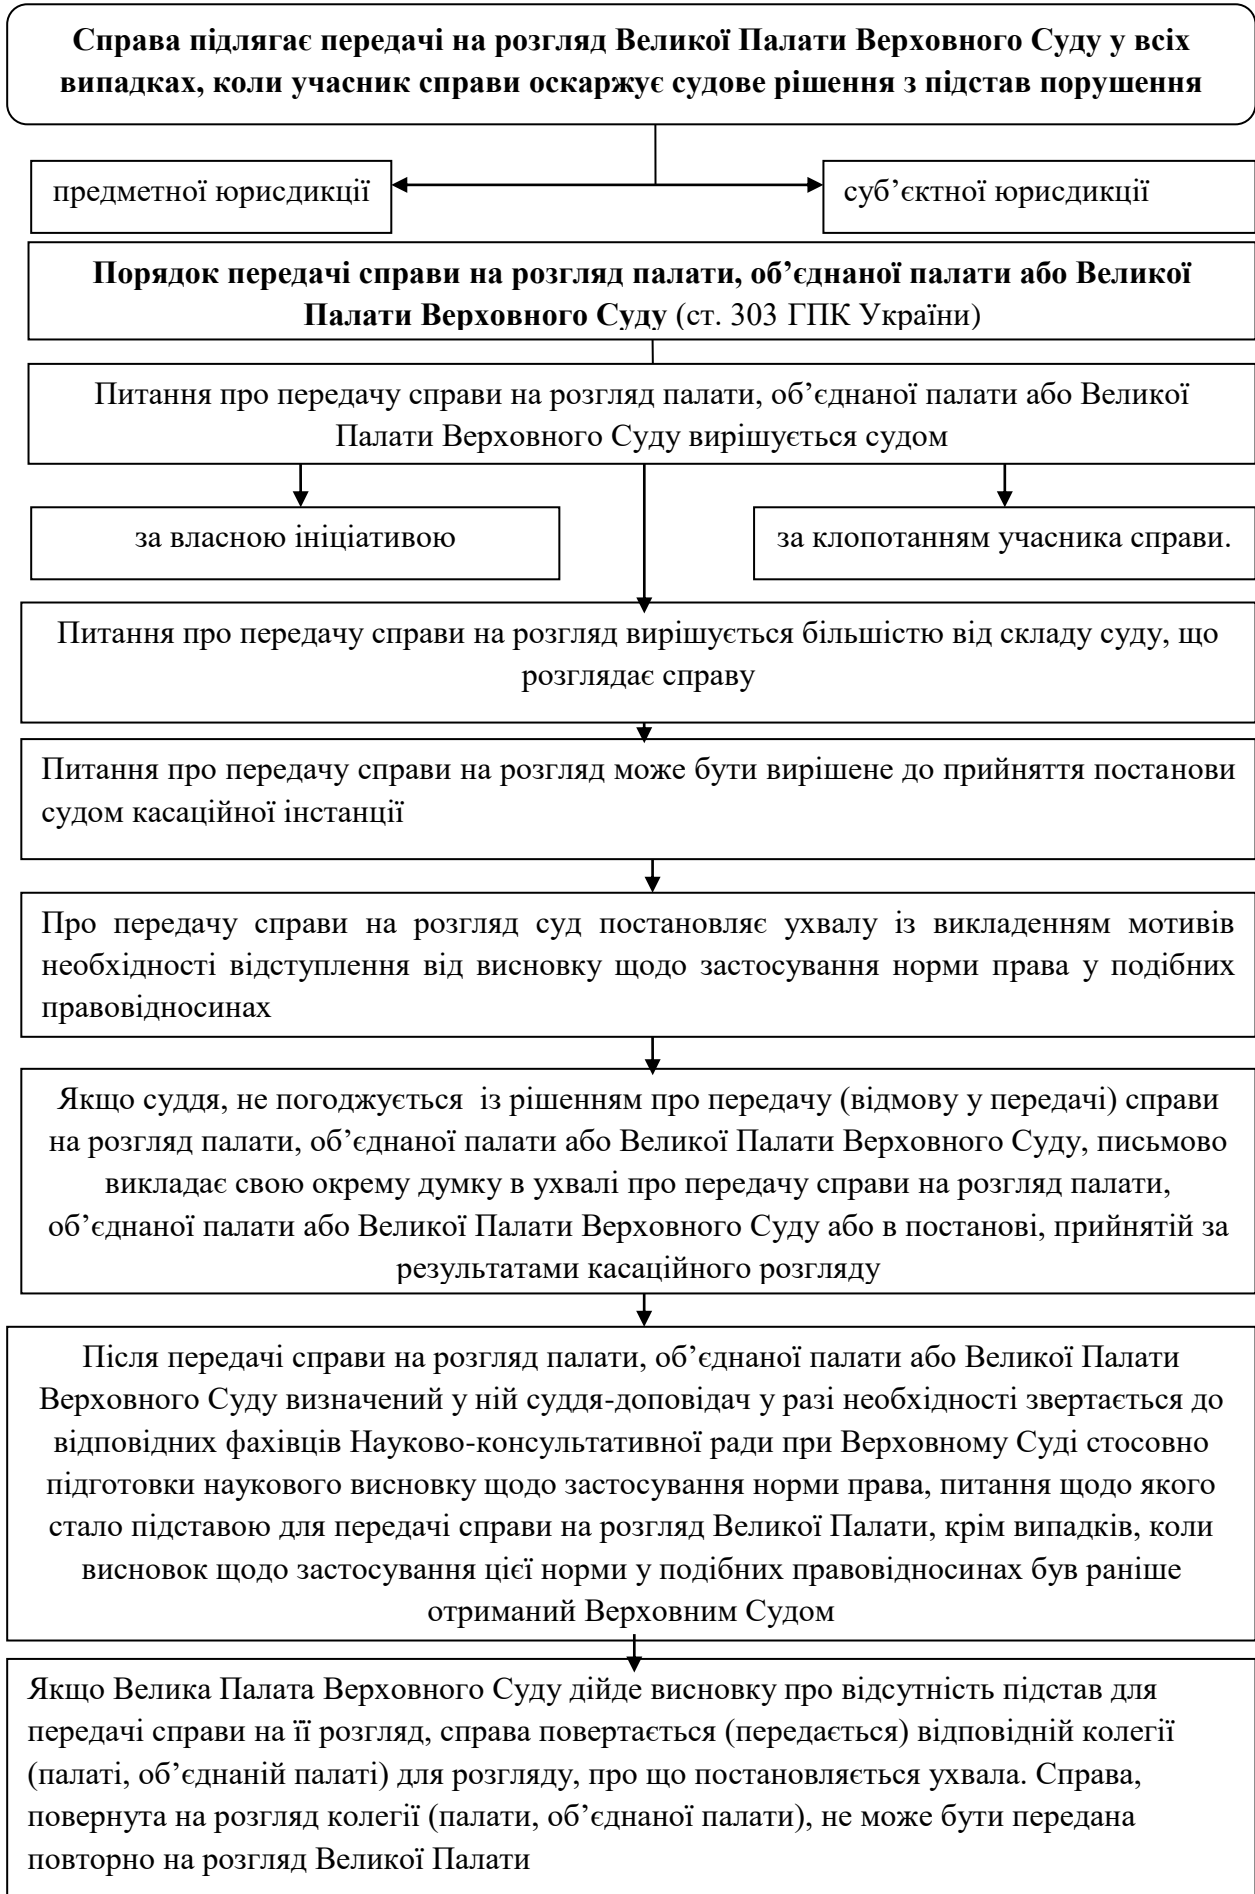 Справа підлягає передачі на розгляд Великої Палати Верховного Суду у всіх
випадках, коли учасник справи оскаржує судове рішення з підстав порушення
предметної юрисдикції
суб’єктної юрисдикції
Порядок передачі справи на розгляд палати, об’єднаної палати або Великої
Палати Верховного Суду (ст. 303 ГПК України)
Питання про передачу справи на розгляд палати, об’єднаної палати або Великої
Палати Верховного Суду вирішується судом
за власною ініціативою
за клопотанням учасника справи.
Питання про передачу справи на розгляд вирішується більшістю від складу суду, що
розглядає справу
Питання про передачу справи на розгляд може бути вирішене до прийняття постанови
судом касаційної інстанції
Про передачу справи на розгляд суд постановляє ухвалу із викладенням мотивів
необхідності відступлення від висновку щодо застосування норми права у подібних
правовідносинах
Якщо суддя, не погоджується із рішенням про передачу (відмову у передачі) справи
на розгляд палати, об’єднаної палати або Великої Палати Верховного Суду, письмово
викладає свою окрему думку в ухвалі про передачу справи на розгляд палати,
об’єднаної палати або Великої Палати Верховного Суду або в постанові, прийнятій за
результатами касаційного розгляду
Після передачі справи на розгляд палати, об’єднаної палати або Великої Палати
Верховного Суду визначений у ній суддя-доповідач у разі необхідності звертається до
відповідних фахівців Науково-консультативної ради при Верховному Суді стосовно
підготовки наукового висновку щодо застосування норми права, питання щодо якого
стало підставою для передачі справи на розгляд Великої Палати, крім випадків, коли
висновок щодо застосування цієї норми у подібних правовідносинах був раніше
отриманий Верховним Судом
Якщо Велика Палата Верховного Суду дійде висновку про відсутність підстав для
передачі справи на її розгляд, справа повертається (передається) відповідній колегії
(палаті, об’єднаній палаті) для розгляду, про що постановляється ухвала. Справа,
повернута на розгляд колегії (палати, об’єднаної палати), не може бути передана
повторно на розгляд Великої Палати